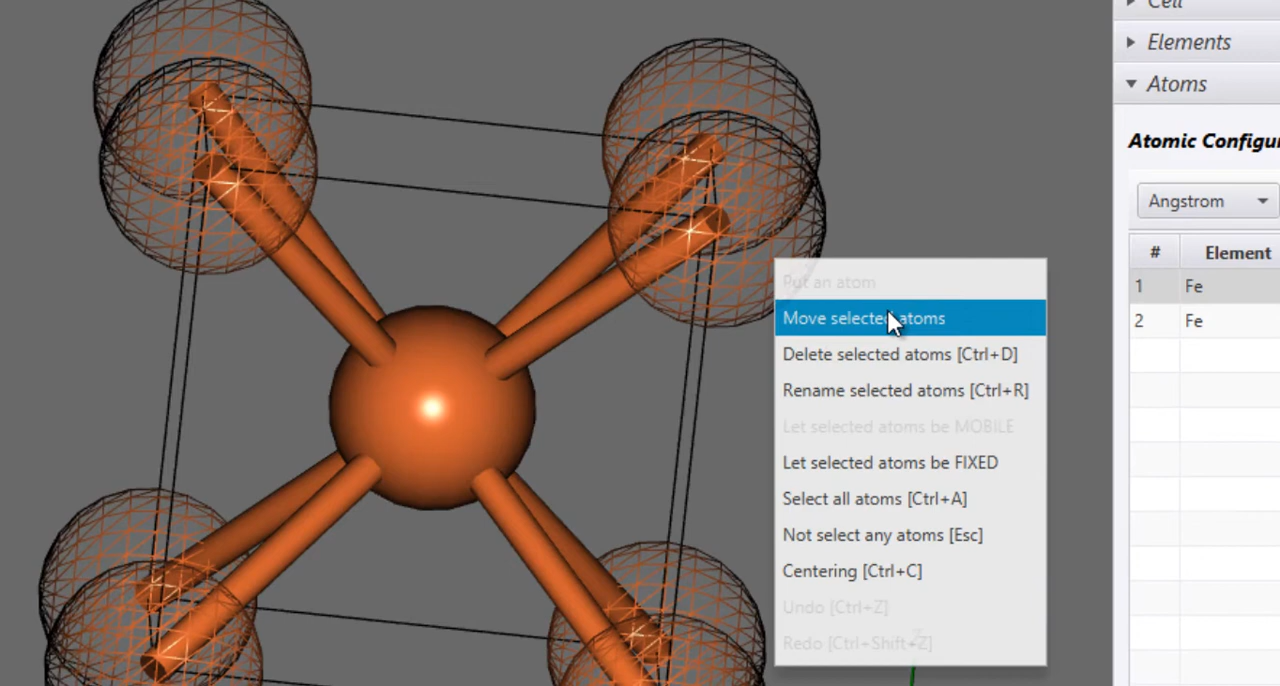 Cell
Elements
Atoms
Atomic Configur
Angstrom
# Element
1 Fe
2 Fe
Put an atom
Move selected atoms
Delete selected atoms [Ctrl+D]
Rename selected atoms [Ctrl+R]
Let selected atoms be MOBILE
Let selected atoms be FIXED
Select all atoms [Ctrl+A]
Not select any atoms [Esc]
Centering [Ctrl+C]
Undo [Ctrl+Z]
Redo [Ctrl+Shift+Z]